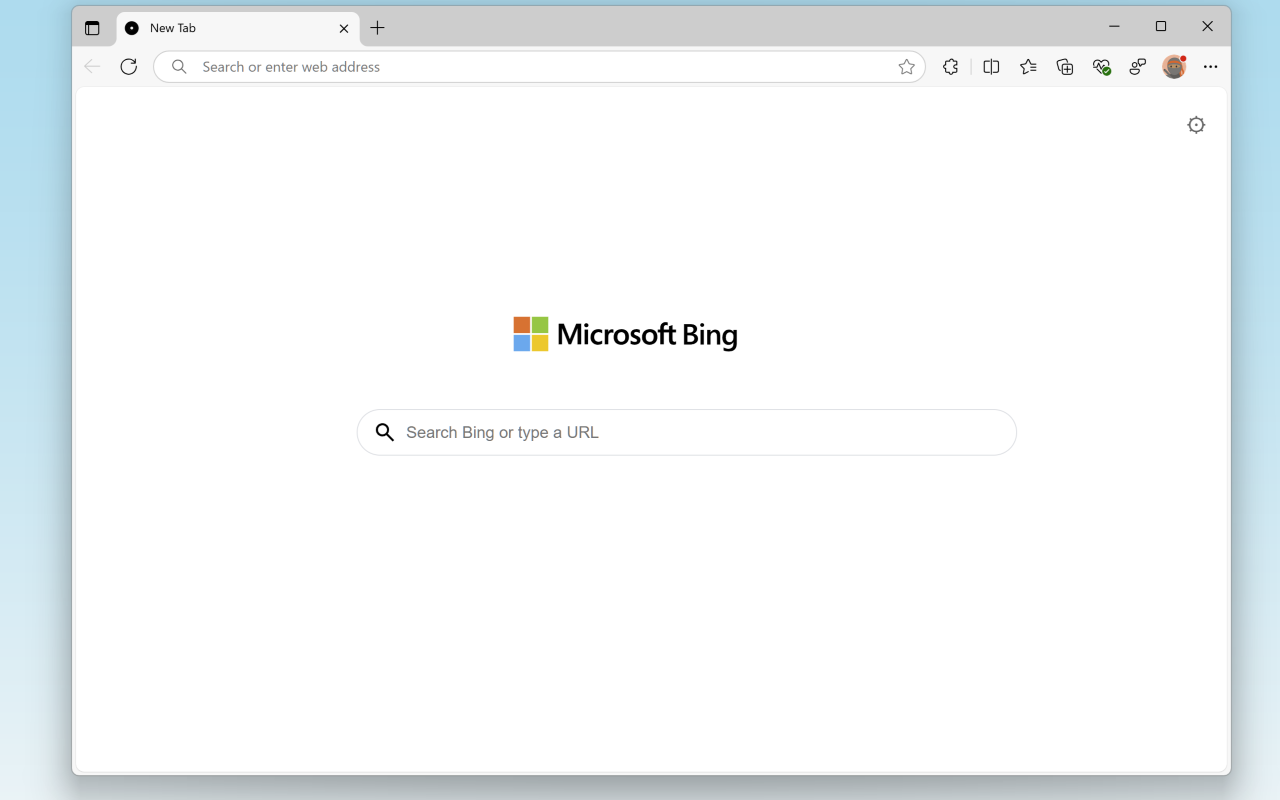 New Tab
Search or enter web address
Microsoft Bing
Search Bing or type a URL